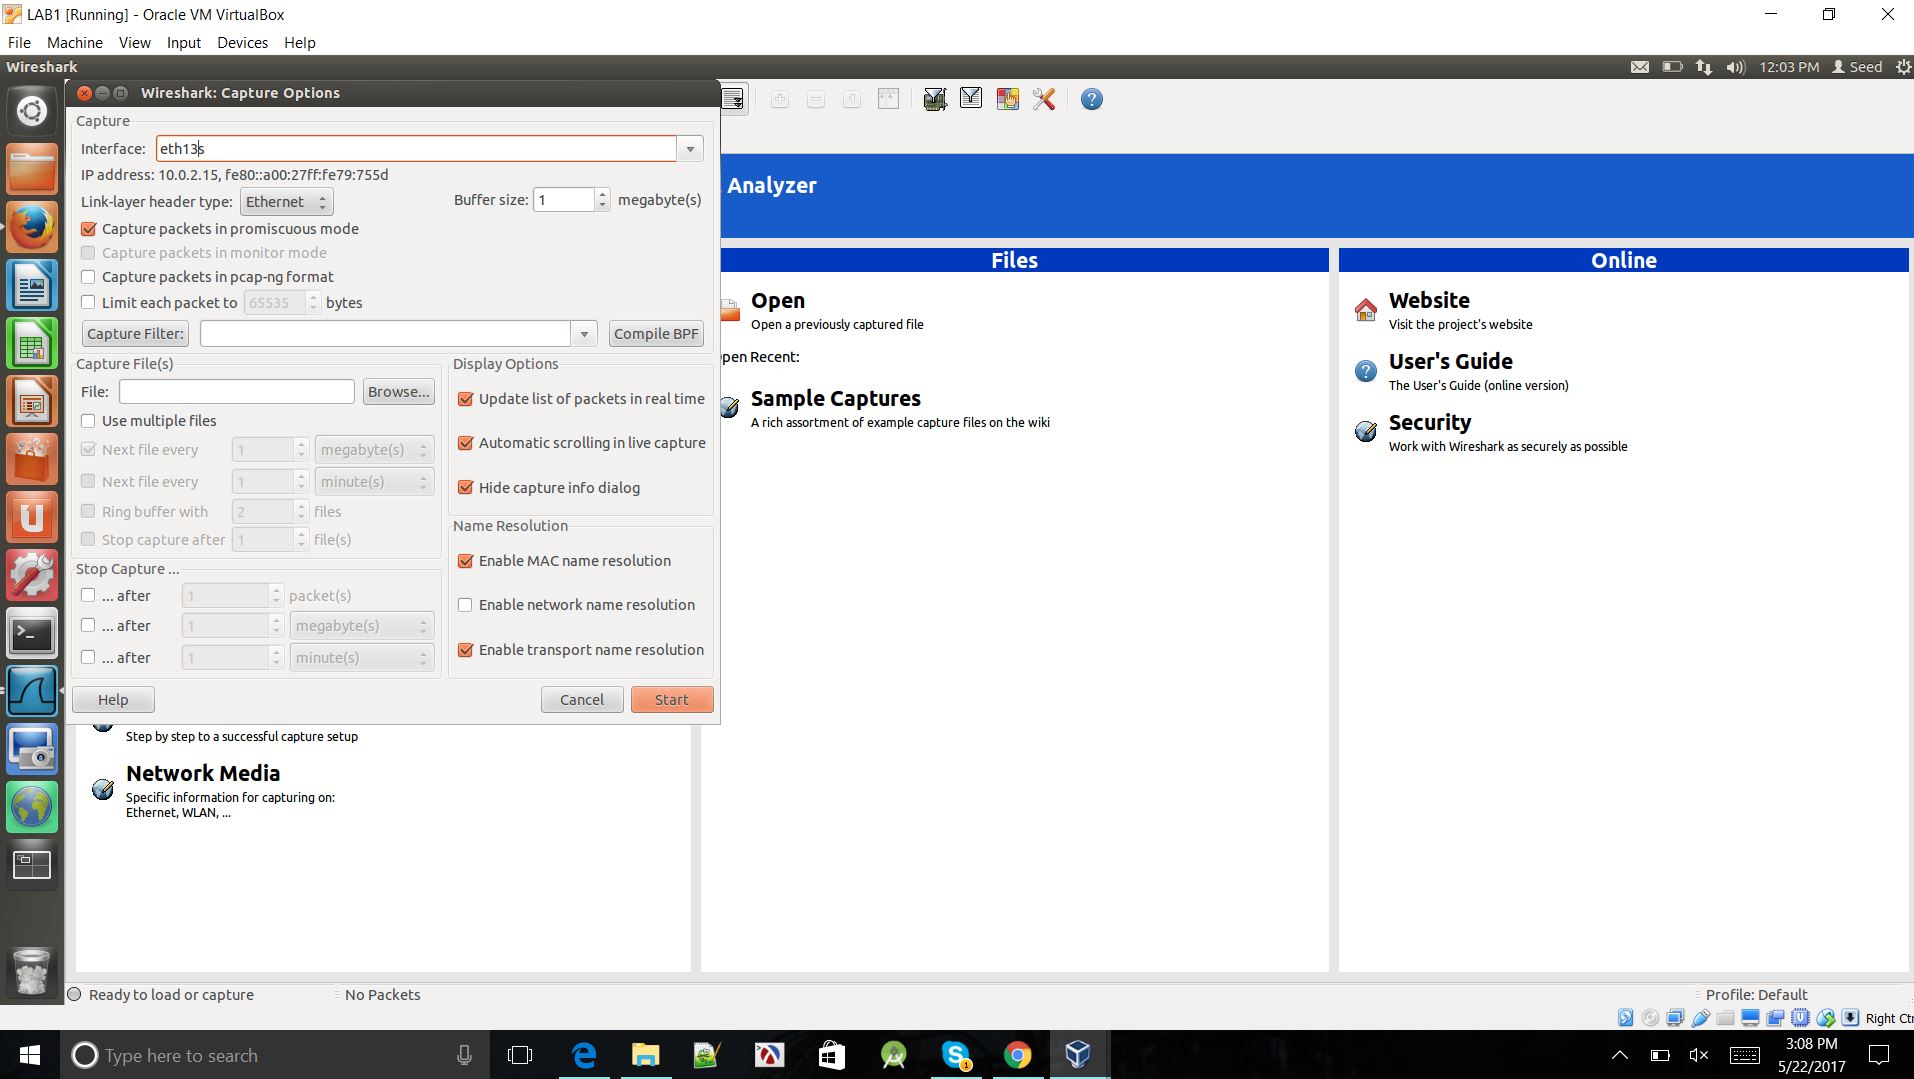 LAB1 [Running] - Oracle VM VirtualBox
File Machine View Input Devices Help
Wireshark
12:03 PM Seed
Wireshark: Capture Options
Capture
Interface: eth13s
IP address: 10.0.2.15, fe80::a00:27ff:fe79:755d
Link-layer header type: Ethernet
Buffer size: 1 megabyte(s)
Capture packets in promiscuous mode
Capture packets in monitor mode
Capture packets in pcap-ng format
Limit each packet to 65535 bytes
Capture Filter: Compile BPF
Capture File(s)
File: Browse...
Use multiple files
Next file every 1 megabyte(s)
Next file every 1 minute(s)
Ring buffer with 2 files
Stop capture after 1 file(s)
Stop Capture ...
... after 1 packet(s)
... after 1 megabyte(s)
... after 1 minute(s)
Display Options
Update list of packets in real time
Automatic scrolling in live capture
Hide capture info dialog
Name Resolution
Enable MAC name resolution
Enable network name resolution
Enable transport name resolution
Help Cancel Start
Step by step to a successful capture setup
Network Media
Specific information for capturing on:
Ethernet, WLAN, ...
Analyzer
Files
Open
Open a previously captured file
pen Recent:
Sample Captures
A rich assortment of example capture files on the wiki
Online
Website
Visit the project's website
User's Guide
The User's Guide (online version)
Security
Work with Wireshark as securely as possible
Ready to load or capture No Packets Profile: Default
Right Ctr
Type here to search
3:08 PM
5/22/2017